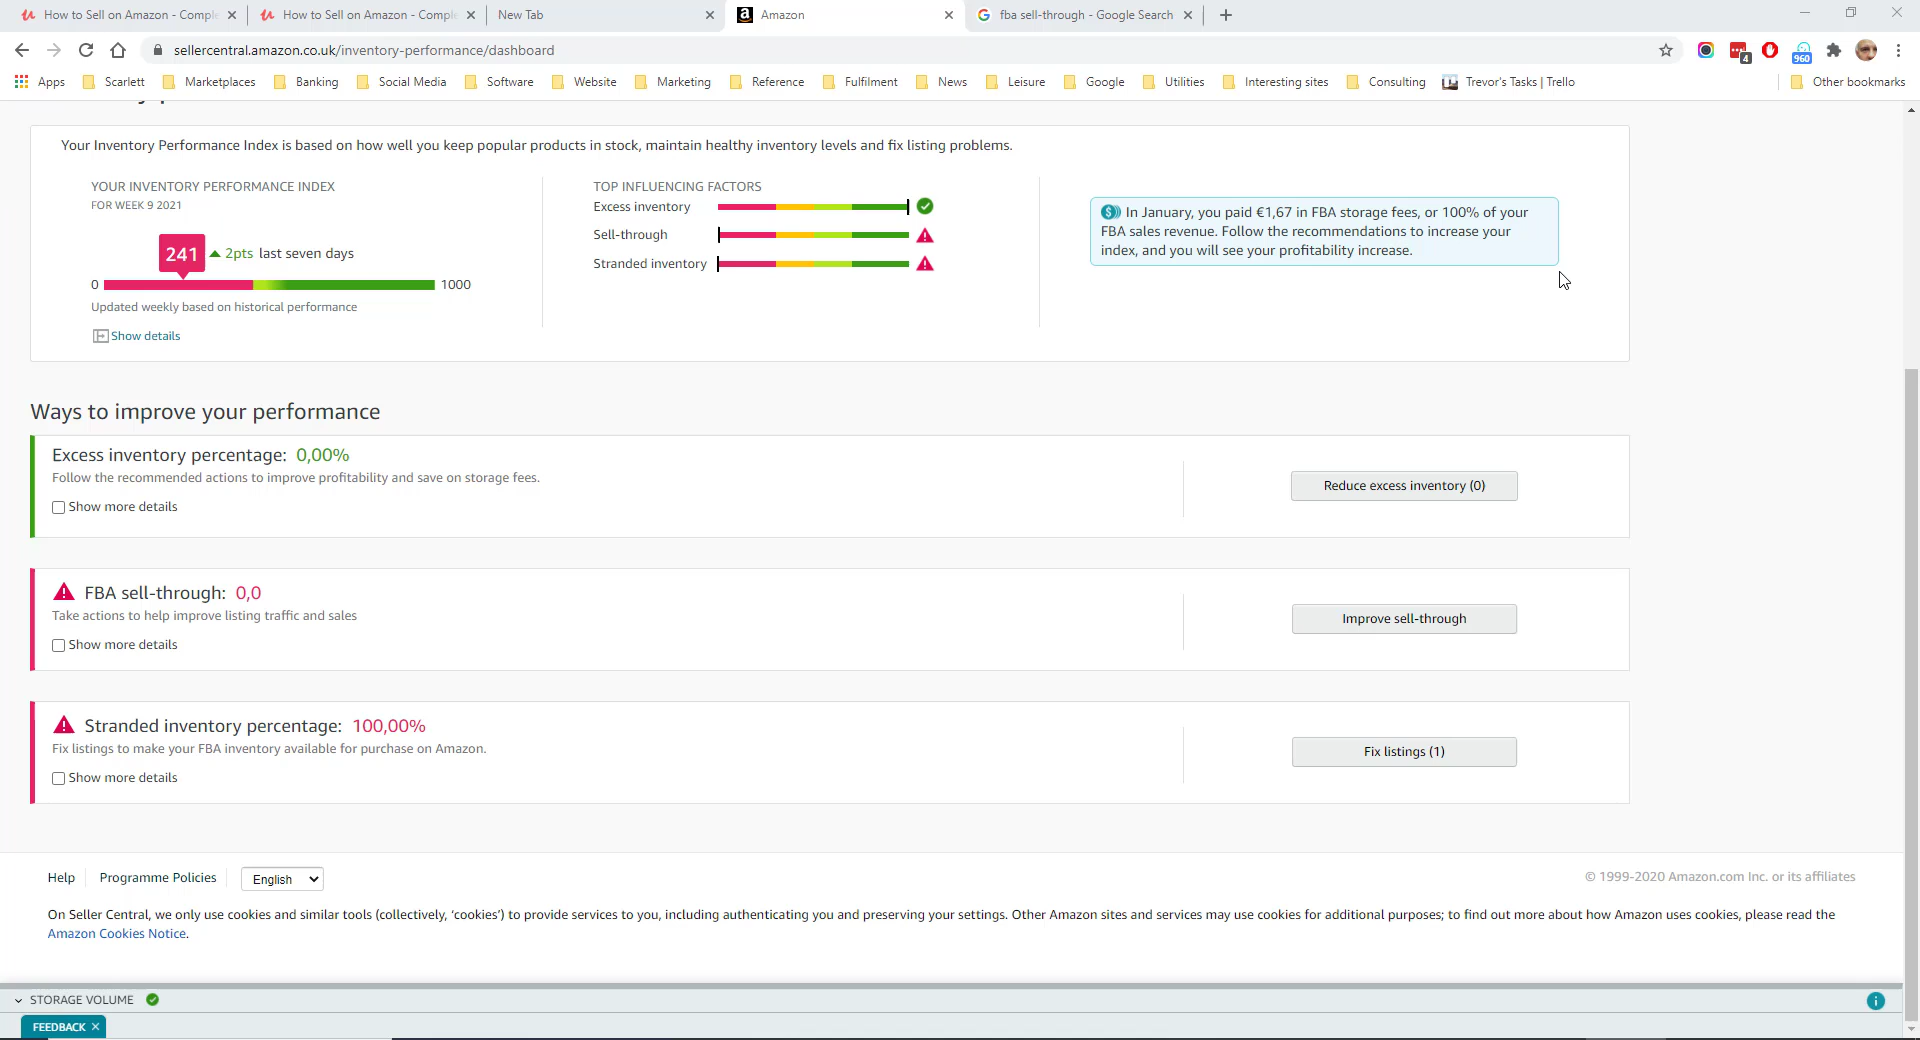 How to Sell on Amazon - Comple
How to Sell on Amazon - Comple
New Tab
Amazon
fba sell-through - Google Search
sellercentral.amazon.co.uk/inventory-performance/dashboard
4
960
Apps
Scarlett
Marketplaces
Banking
Social Media
Software
Website
Marketing
Reference
Fulfilment
News
Leisure
Google
Utilities
Interesting sites
Consulting
Trevor's Tasks | Trello
Other bookmarks
Your Inventory Performance Index is based on how well you keep popular products in stock, maintain healthy inventory levels and fix listing problems.
YOUR INVENTORY PERFORMANCE INDEX
FOR WEEK 9 2021
241
2pts last seven days
0
1000
Updated weekly based on historical performance
Show details
TOP INFLUENCING FACTORS
Excess inventory
Sell-through
Stranded inventory
In January, you paid €1,67 in FBA storage fees, or 100% of your
FBA sales revenue. Follow the recommendations to increase your
index, and you will see your profitability increase.
Ways to improve your performance
Excess inventory percentage: 0,00%
Follow the recommended actions to improve profitability and save on storage fees.
Show more details
Reduce excess inventory (0)
FBA sell-through: 0,0
Take actions to help improve listing traffic and sales
Show more details
Improve sell-through
Stranded inventory percentage: 100,00%
Fix listings to make your FBA inventory available for purchase on Amazon.
Show more details
Fix listings (1)
Help
Programme Policies
English
© 1999-2020 Amazon.com Inc. or its affiliates
On Seller Central, we only use cookies and similar tools (collectively, ‘cookies’) to provide services to you, including authenticating you and preserving your settings. Other Amazon sites and services may use cookies for additional purposes; to find out more about how Amazon uses cookies, please read the
Amazon Cookies Notice.
STORAGE VOLUME
FEEDBACK